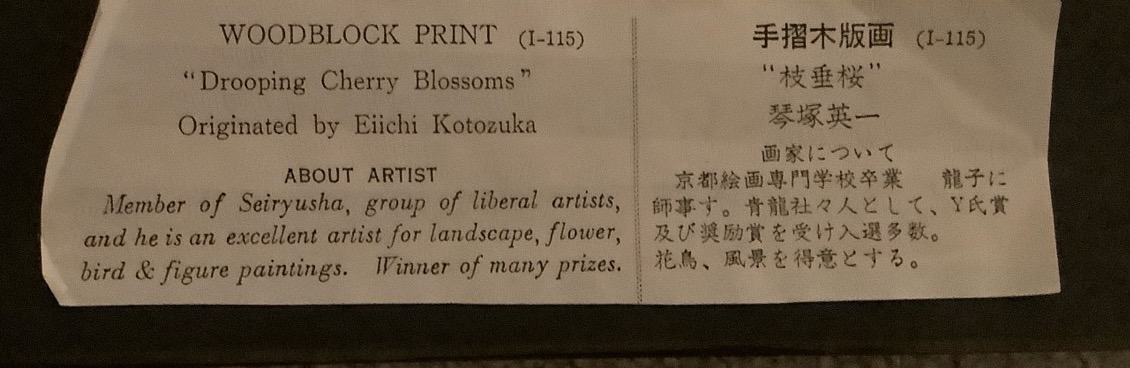 WOODBLOCK PRINT (I-115)
"Drooping Cherry Blossoms"
Originated by Eiichi Kotozuka
ABOUT ARTIST
Member of Seiryusha, group of liberal artists,
and he is an excellent artist for landscape, flower,
bird & figure paintings. Winner of many prizes.
手摺木版画 (I-115)
"枝垂桜"
琴塚英一
画家について
京都絵画専門学校卒業 龍子に
師事す。青龍社々人として、Y氏賞
及び奨励賞を受け入選多数。
花鳥、風景を得意とする。